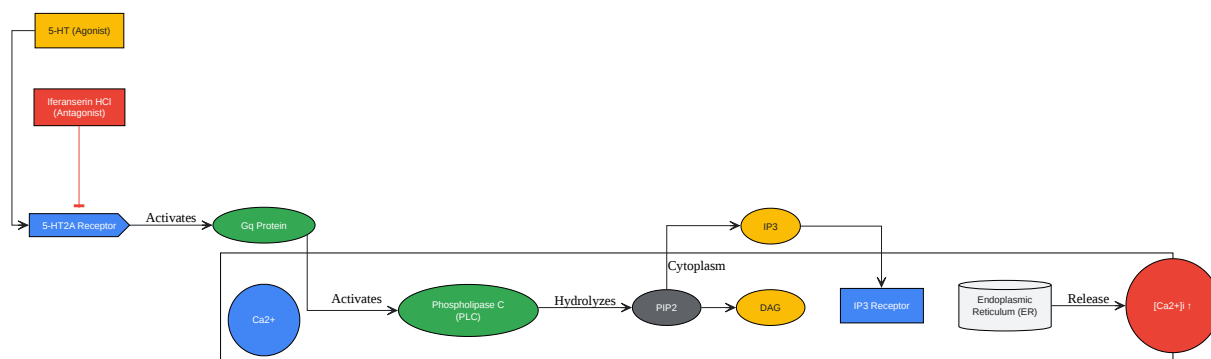 5-HT (Agonist)
Iferanserin HCl
(Antagonist)
5-HT2A Receptor
Activates
Gq Protein
IP3
Cytoplasm
Ca2+
Activates
Phospholipase C
(PLC)
Hydrolyzes
PIP2
DAG
IP3 Receptor
Endoplasmic
Reticulum (ER)
Release
[Ca2+]i ↑